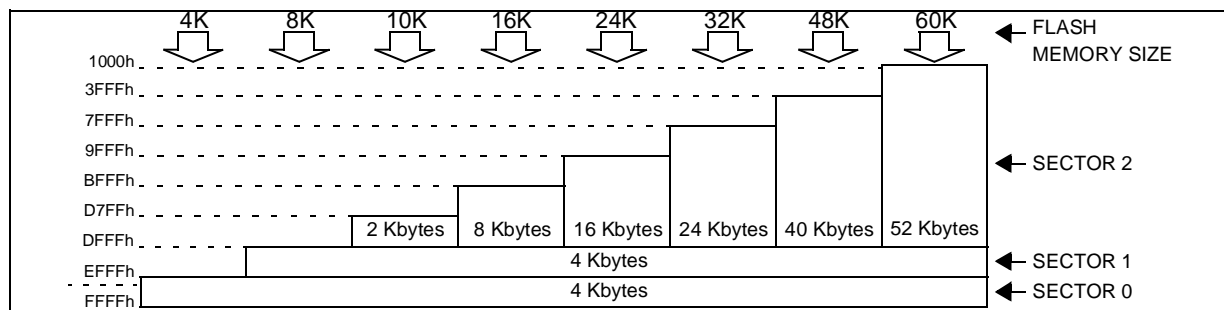 4K 8K 10K 16K 24K 32K 48K 60K FLASH
MEMORY SIZE
1000h
3FFFh
7FFFh
9FFFh
SECTOR 2
BFFFh
D7FFh
2 Kbytes 8 Kbytes 16 Kbytes 24 Kbytes 40 Kbytes 52 Kbytes
DFFFh
4 Kbytes SECTOR 1
EFFFh
4 Kbytes SECTOR 0
FFFFh